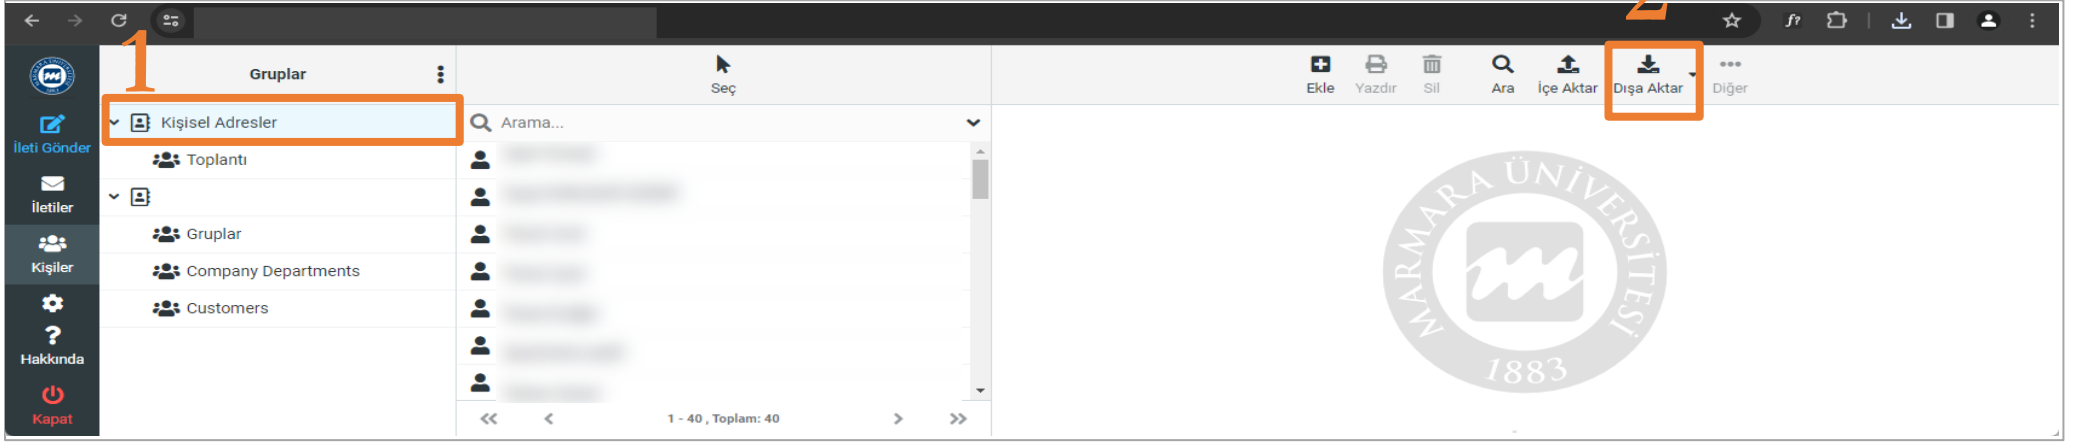 1
2
Gruplar
Seç
Ekle
Yazdır
Sil
Ara
İçe Aktar
Dışa Aktar
Diğer
İleti Gönder
İletiler
Kişiler
Hakkında
Kapat
Kişisel Adresler
Toplantı
Gruplar
Company Departments
Customers
Arama...
1 - 40 , Toplam: 40
MARMARA ÜNİVERSİTESİ
1883